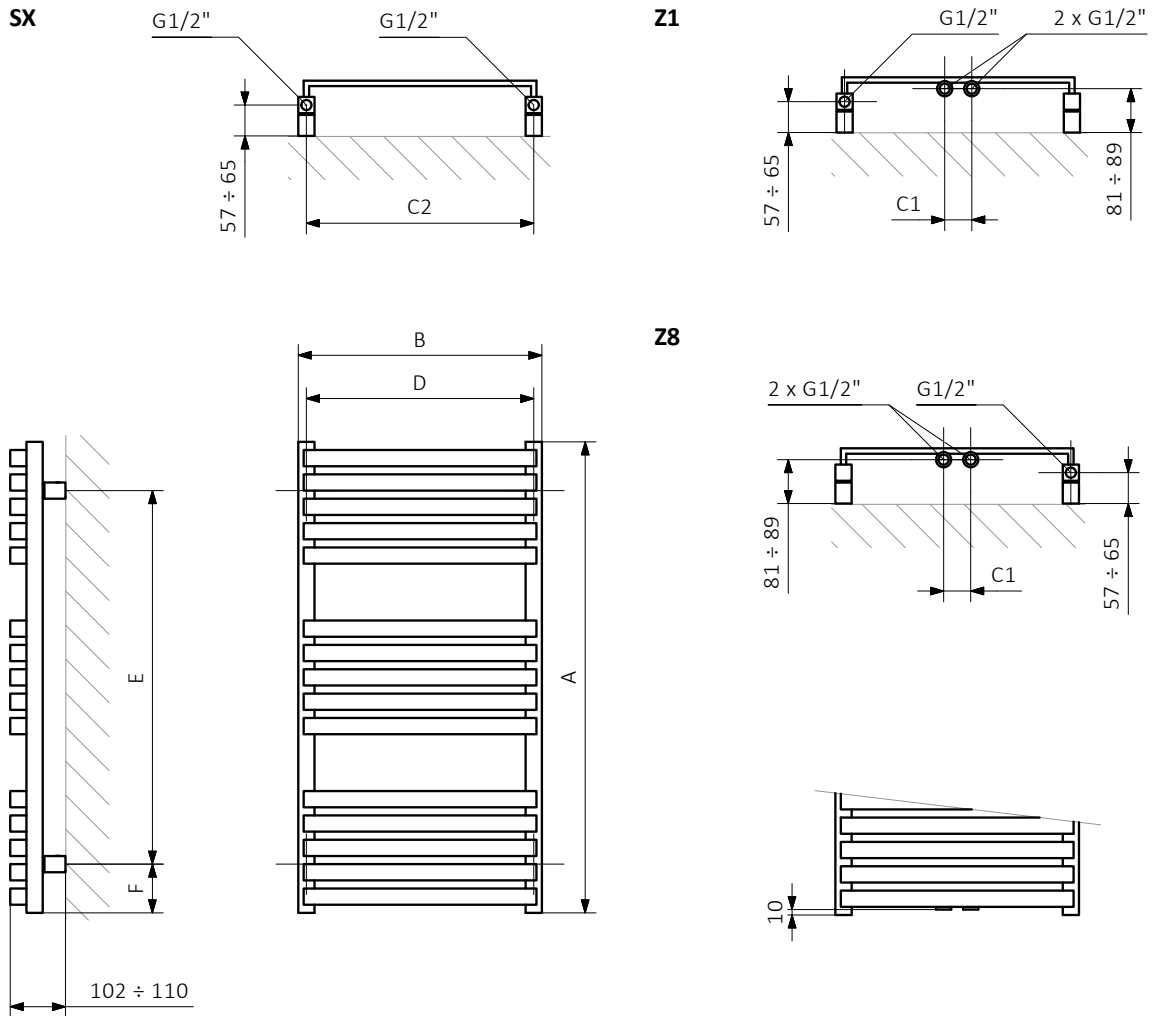 SX
G1/2"
G1/2"
57 ÷ 65
C2
Z1
G1/2"
2 x G1/2"
57 ÷ 65
C1
81 ÷ 89
B
D
A
E
F
102 ÷ 110
Z8
2 x G1/2"
G1/2"
81 ÷ 89
C1
57 ÷ 65
10